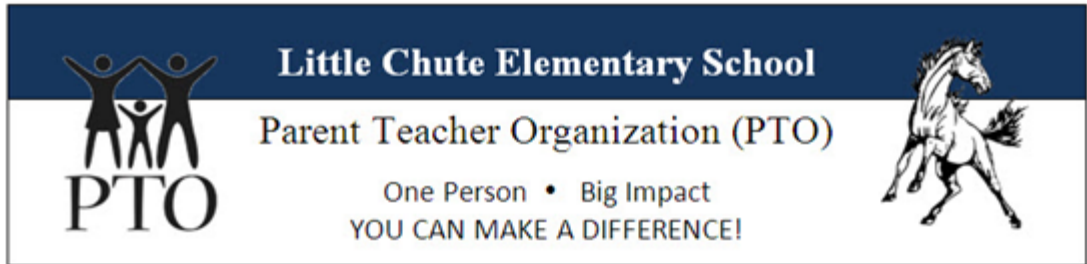 Little Chute Elementary School
Parent Teacher Organization (PTO)
One Person • Big Impact
YOU CAN MAKE A DIFFERENCE!
PTO